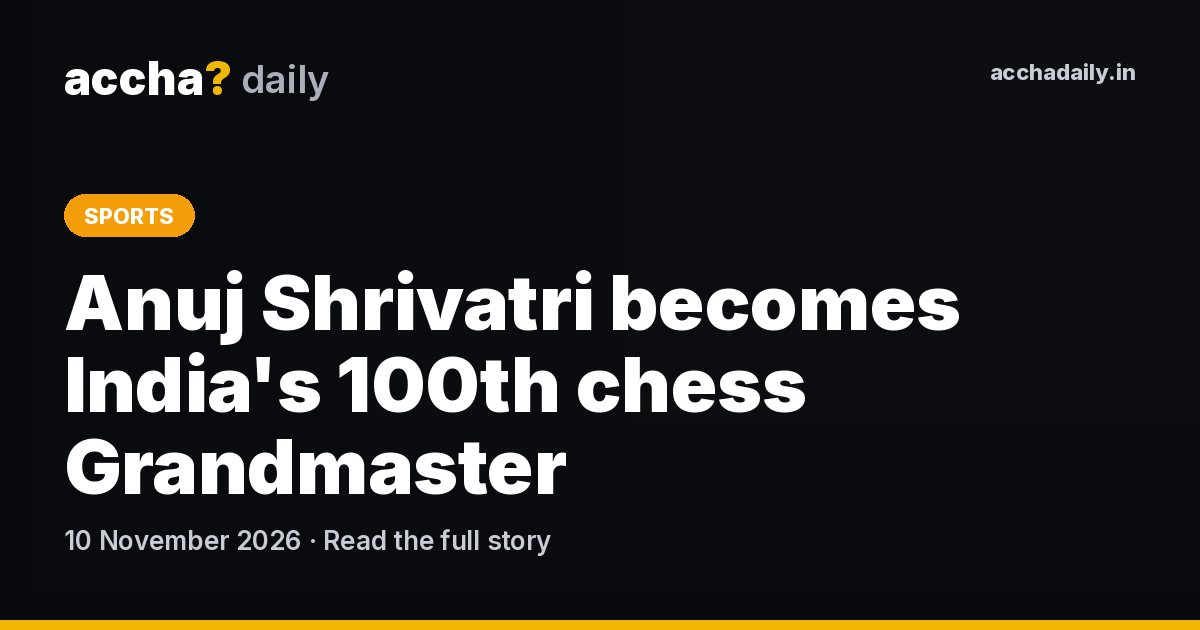 accha? daily
acchadaily.in
SPORTS
Anuj Shrivatri becomes
India's 100th chess
Grandmaster
10 November 2026 · Read the full story